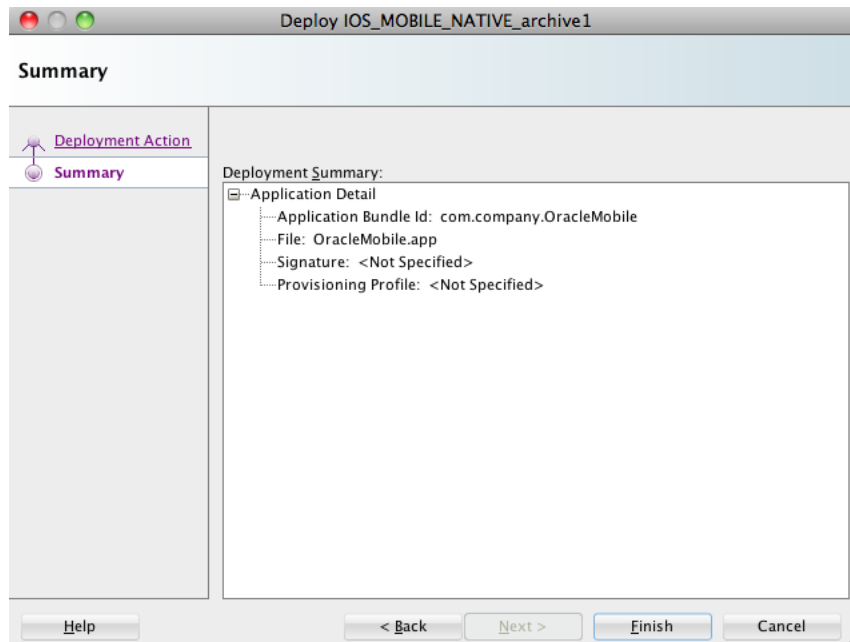 Deploy IOS_MOBILE_NATIVE_archive1
Summary
Deployment Action
Summary
Deployment Summary:
Application Detail
Application Bundle Id: com.company.OracleMobile
File: OracleMobile.app
Signature: <Not Specified>
Provisioning Profile: <Not Specified>
Help
< Back
Next >
Finish
Cancel